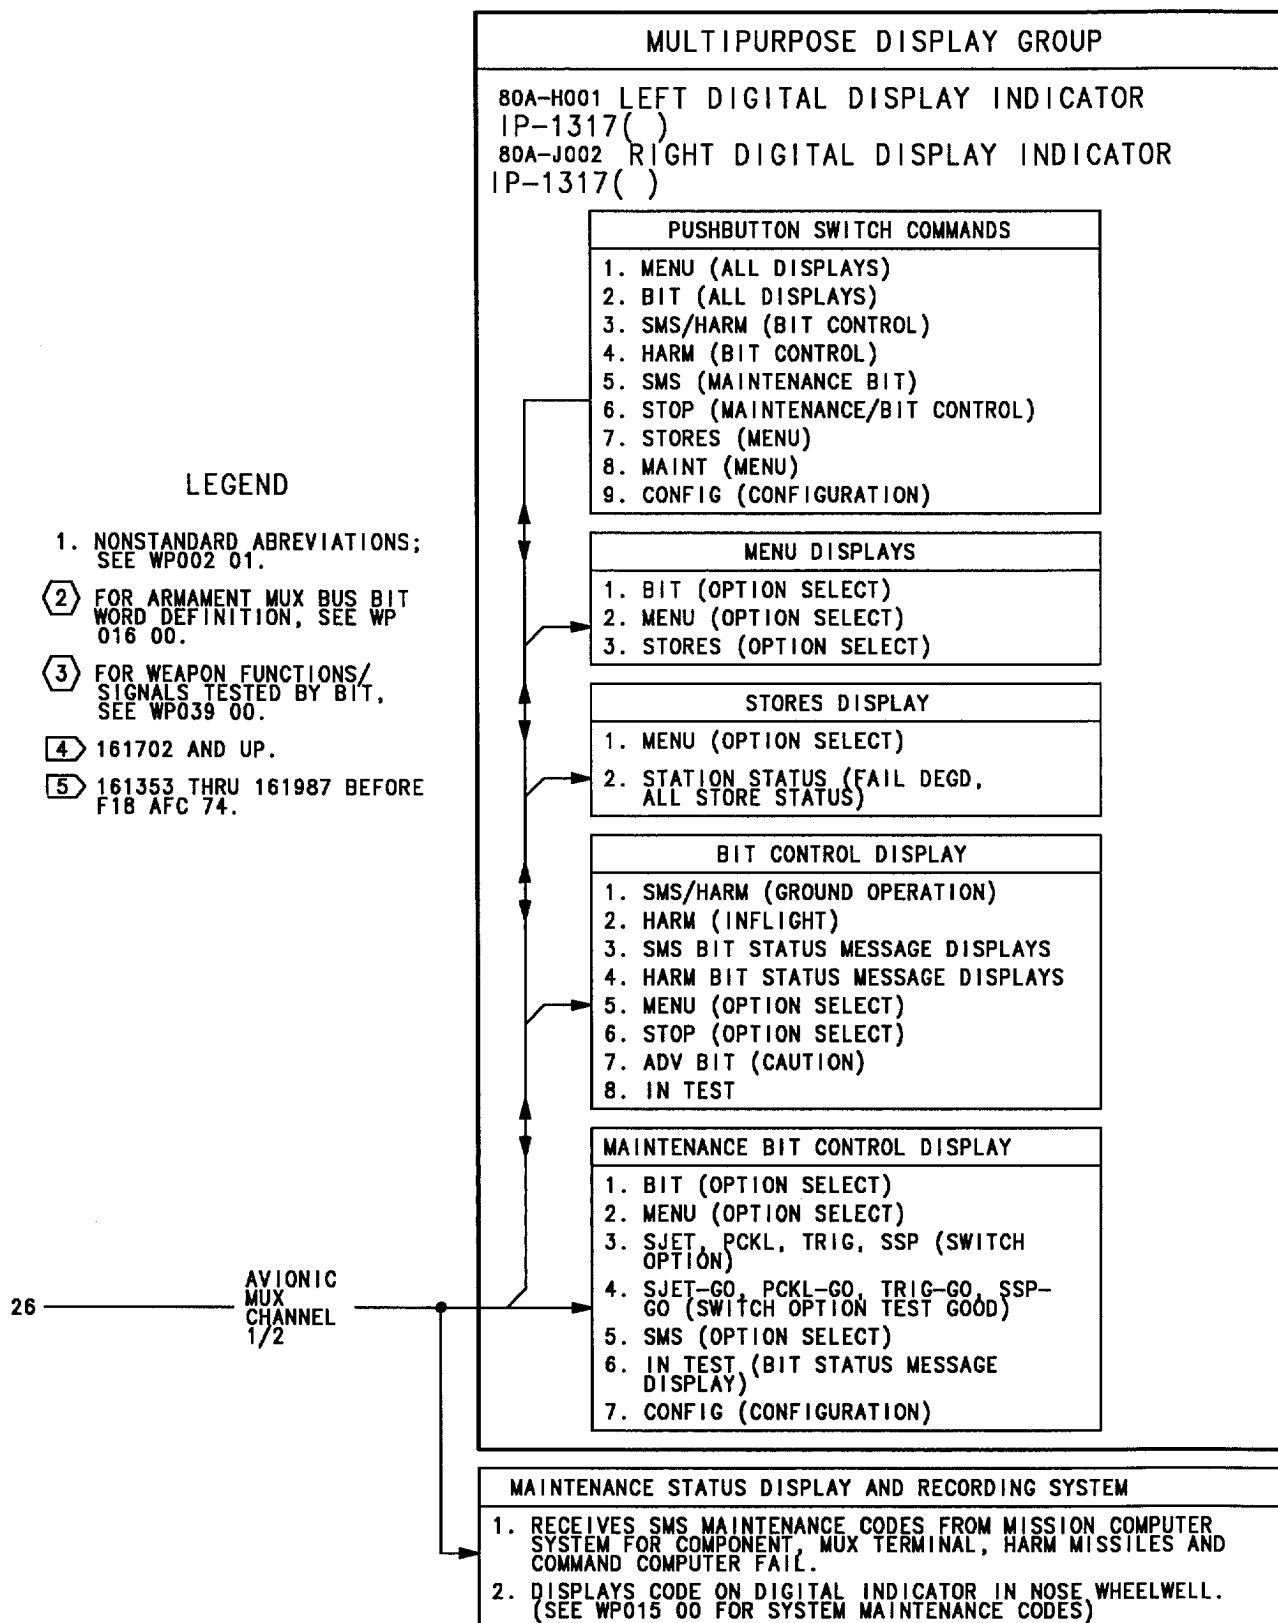 MULTIPURPOSE DISPLAY GROUP
80A-H001 LEFT DIGITAL DISPLAY INDICATOR
IP-1317( )
80A-J002 RIGHT DIGITAL DISPLAY INDICATOR
IP-1317( )
PUSHBUTTON SWITCH COMMANDS
1. MENU (ALL DISPLAYS)
2. BIT (ALL DISPLAYS)
3. SMS/HARM (BIT CONTROL)
4. HARM (BIT CONTROL)
5. SMS (MAINTENANCE BIT)
6. STOP (MAINTENANCE/BIT CONTROL)
7. STORES (MENU)
8. MAINT (MENU)
9. CONFIG (CONFIGURATION)
LEGEND
1. NONSTANDARD ABREVIATIONS;
SEE WP002 01.
2 FOR ARMAMENT MUX BUS BIT
WORD DEFINITION, SEE WP
016 00.
3 FOR WEAPON FUNCTIONS/
SIGNALS TESTED BY BIT,
SEE WP039 00.
4 161702 AND UP.
5 161353 THRU 161987 BEFORE
F18 AFC 74.
MENU DISPLAYS
1. BIT (OPTION SELECT)
2. MENU (OPTION SELECT)
3. STORES (OPTION SELECT)
STORES DISPLAY
1. MENU (OPTION SELECT)
2. STATION STATUS (FAIL DEGD,
ALL STORE STATUS)
BIT CONTROL DISPLAY
1. SMS/HARM (GROUND OPERATION)
2. HARM (INFLIGHT)
3. SMS BIT STATUS MESSAGE DISPLAYS
4. HARM BIT STATUS MESSAGE DISPLAYS
5. MENU (OPTION SELECT)
6. STOP (OPTION SELECT)
7. ADV BIT (CAUTION)
8. IN TEST
MAINTENANCE BIT CONTROL DISPLAY
1. BIT (OPTION SELECT)
2. MENU (OPTION SELECT)
3. SJET, PCKL, TRIG, SSP (SWITCH
OPTION)
4. SJET-GO, PCKL-GO, TRIG-GO, SSP-
GO (SWITCH OPTION TEST GOOD)
5. SMS (OPTION SELECT)
6. IN TEST (BIT STATUS MESSAGE
DISPLAY)
7. CONFIG (CONFIGURATION)
26
AVIONIC
MUX
CHANNEL
1/2
MAINTENANCE STATUS DISPLAY AND RECORDING SYSTEM
1. RECEIVES SMS MAINTENANCE CODES FROM MISSION COMPUTER
SYSTEM FOR COMPONENT, MUX TERMINAL, HARM MISSILES AND
COMMAND COMPUTER FAIL.
2. DISPLAYS CODE ON DIGITAL INDICATOR IN NOSE WHEELWELL.
(SEE WP015 00 FOR SYSTEM MAINTENANCE CODES)